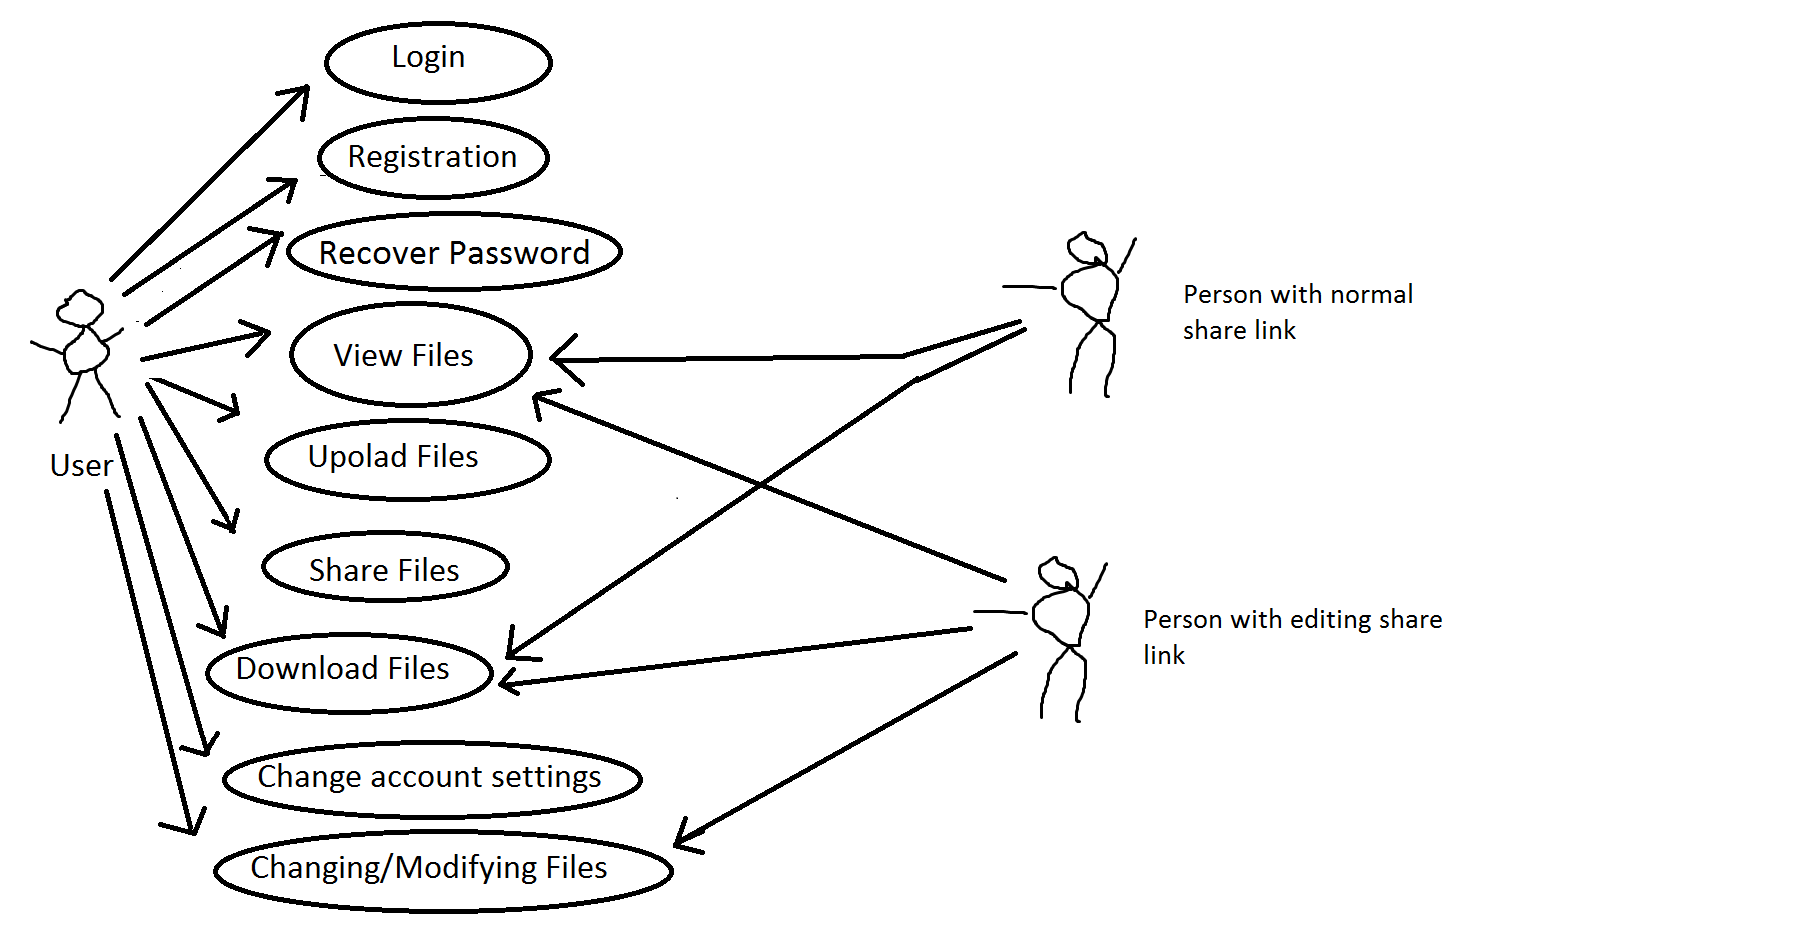 Login
Registration
Recover Password
View Files
Upolad Files
Share Files
Download Files
Change account settings
Changing/Modifying Files
User
Person with normal
share link
Person with editing share
link